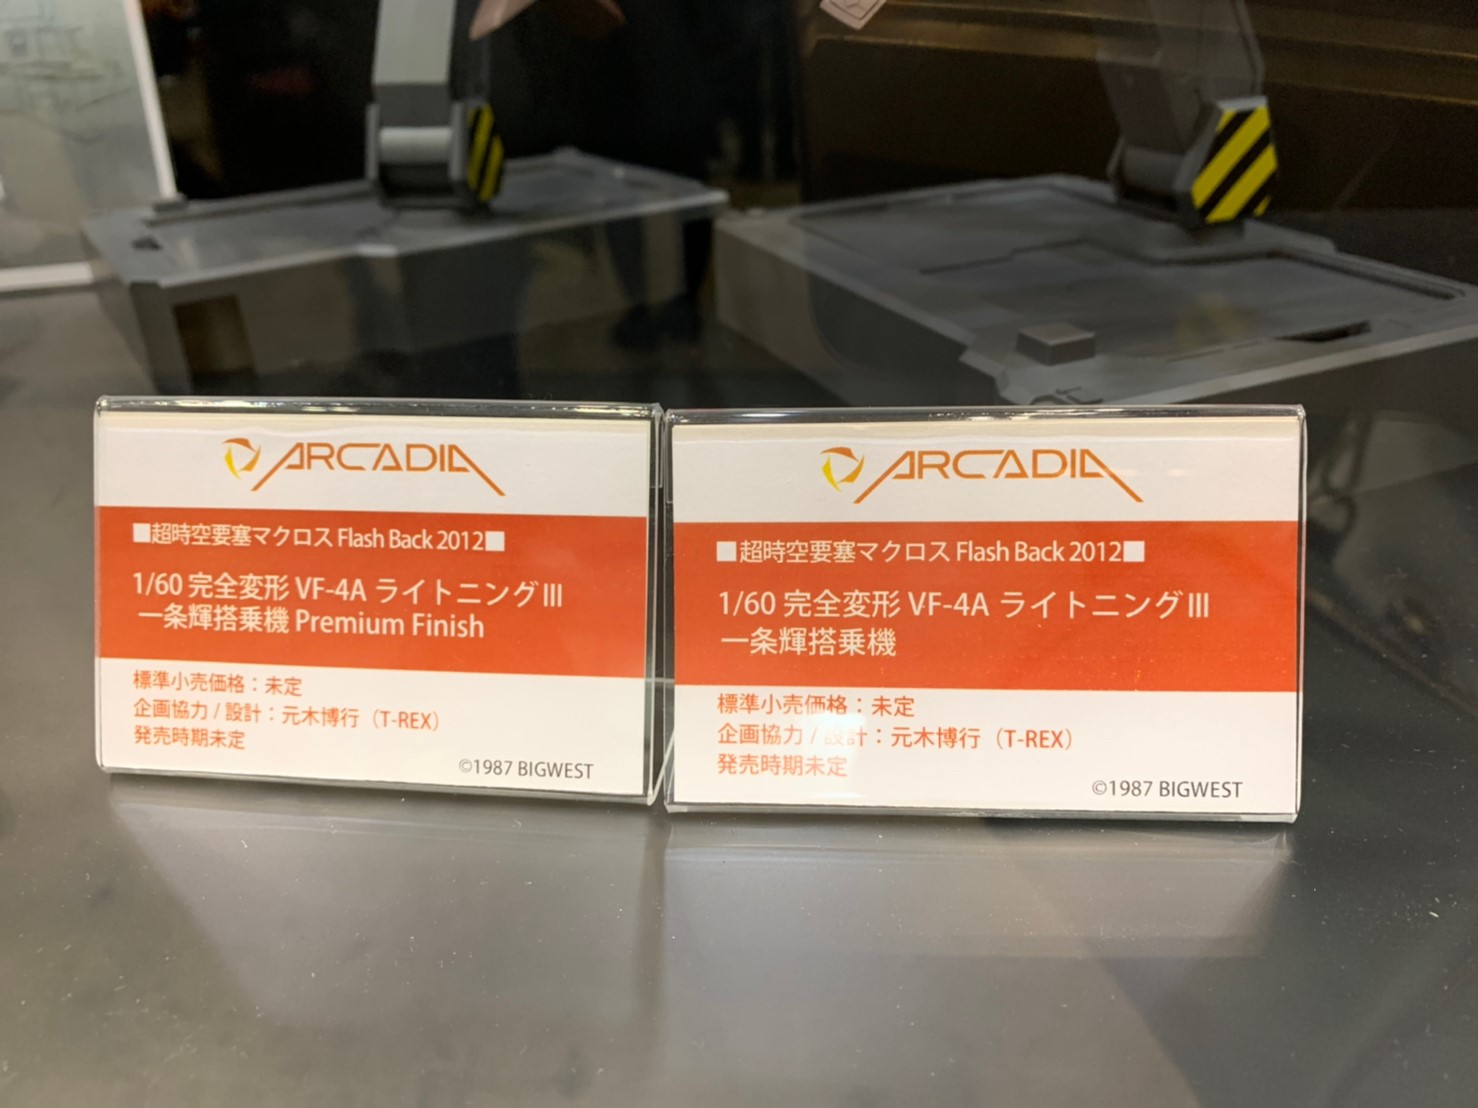 ARCADIA
■超時空要塞マクロス Flash Back 2012■
1/60 完全変形 VF-4A ライトニングⅢ
一条輝搭乗機 Premium Finish
標準小売価格：未定
企画協力 / 設計：元木博行（T-REX）
発売時期未定
©1987 BIGWEST
ARCADIA
■超時空要塞マクロス Flash Back 2012■
1/60 完全変形 VF-4A ライトニングⅢ
一条輝搭乗機
標準小売価格：未定
企画協力 / 設計：元木博行（T-REX）
発売時期未定
©1987 BIGWEST